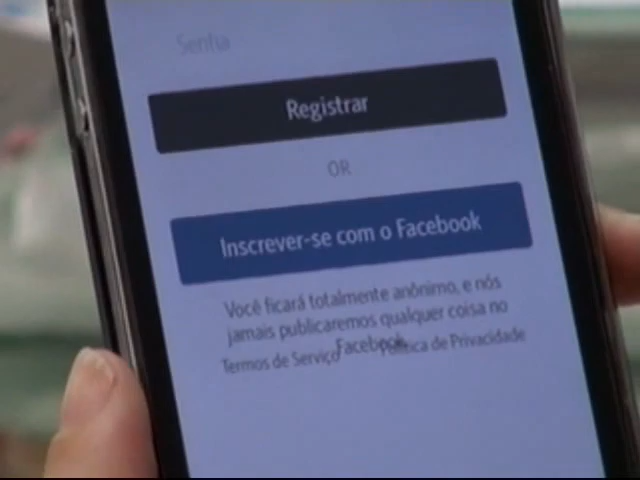 Senha
Registrar
OR
Inscrever-se com o Facebook
Você ficará totalmente anônimo, e nós
jamais publicaremos qualquer coisa no
Facebook.
Termos de Serviço Política de Privacidade